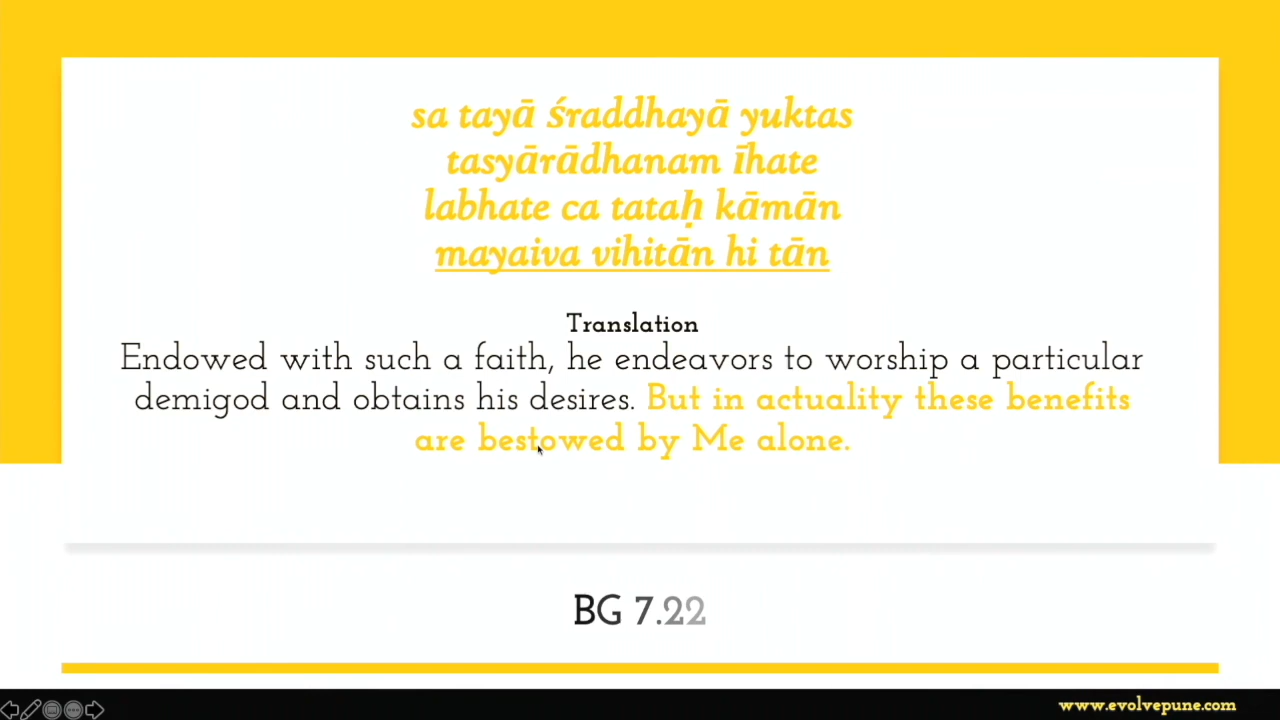 sa tayā śraddhayā yuktas
tasyārādhanam īhate
labhate ca tataḥ kāmān
mayaiva vihitān hi tān
Translation
Endowed with such a faith, he endeavors to worship a particular
demigod and obtains his desires. But in actuality these benefits
are bestowed by Me alone.
BG 7.22
www.evolvepune.com